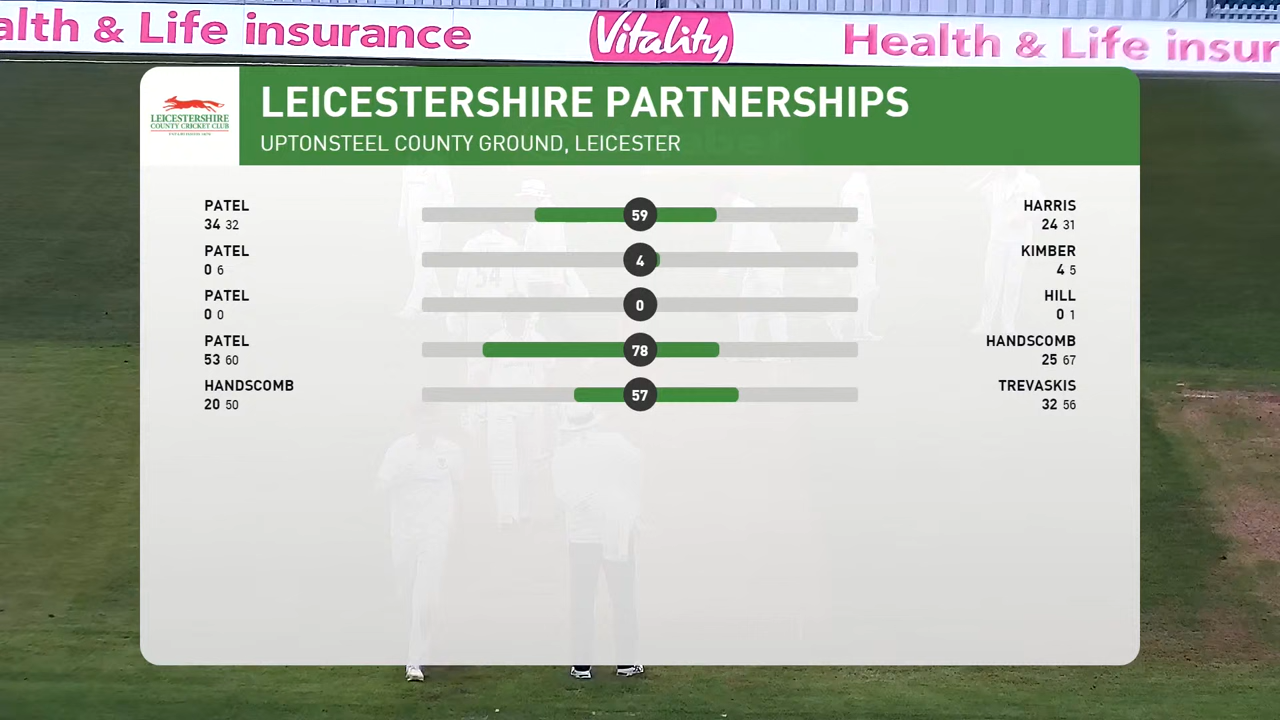 alth & Life insurance
Vitality
Health & Life insur
LEICESTERSHIRE
COUNTY CRICKET CLUB
LEICESTERSHIRE PARTNERSHIPS
UPTONSTEEL COUNTY GROUND, LEICESTER
PATEL HARRIS
34 32 59 24 31
PATEL KIMBER
0 6 4 4 5
PATEL HILL
0 0 0 0 1
PATEL HANDSCOMB
53 60 78 25 67
HANDSCOMB TREVASKIS
20 50 57 32 56